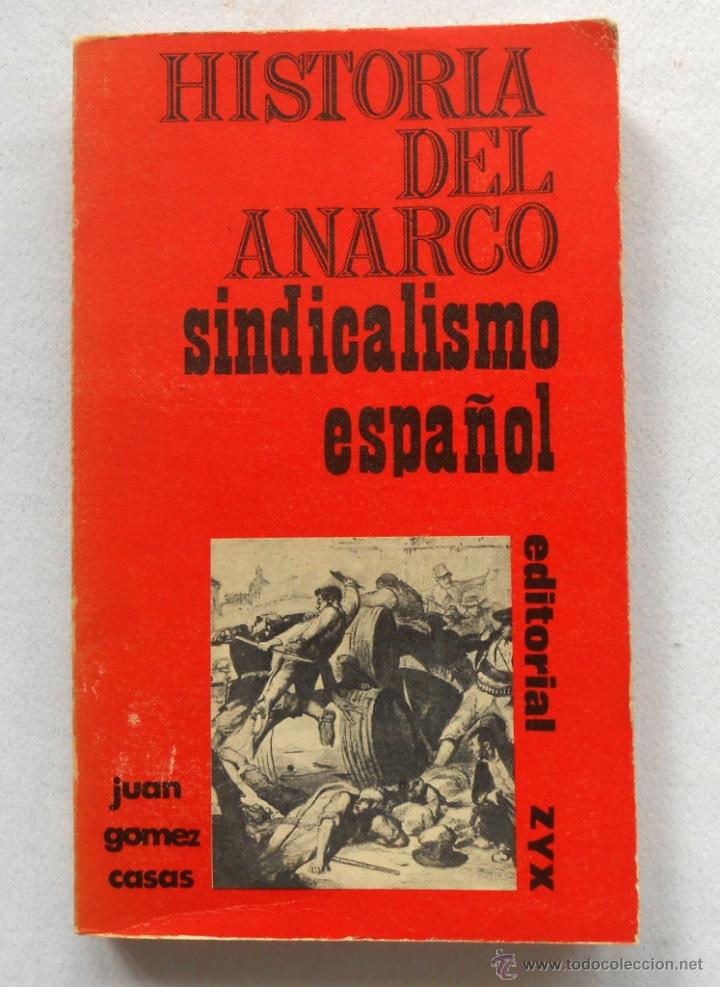 HISTORIA
DEL
ANARCO
sindicalismo
español
editorial zyx
juan
gomez
casas
© www.todocoleccion.net